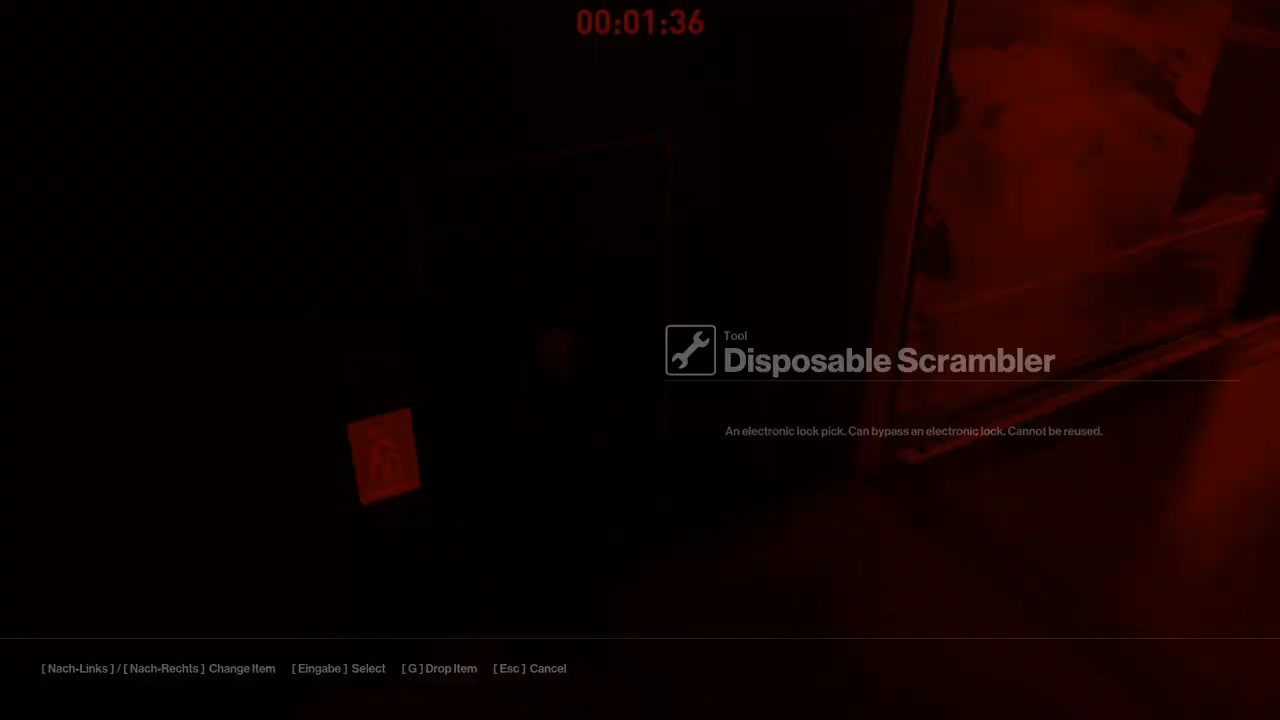 00:01:36
Tool
Disposable Scrambler
An electronic lock pick. Can bypass an electronic lock. Cannot be reused.
[ Nach-Links ] / [ Nach-Rechts ] Change Item [ Eingabe ] Select [ G ] Drop Item [ Esc ] Cancel